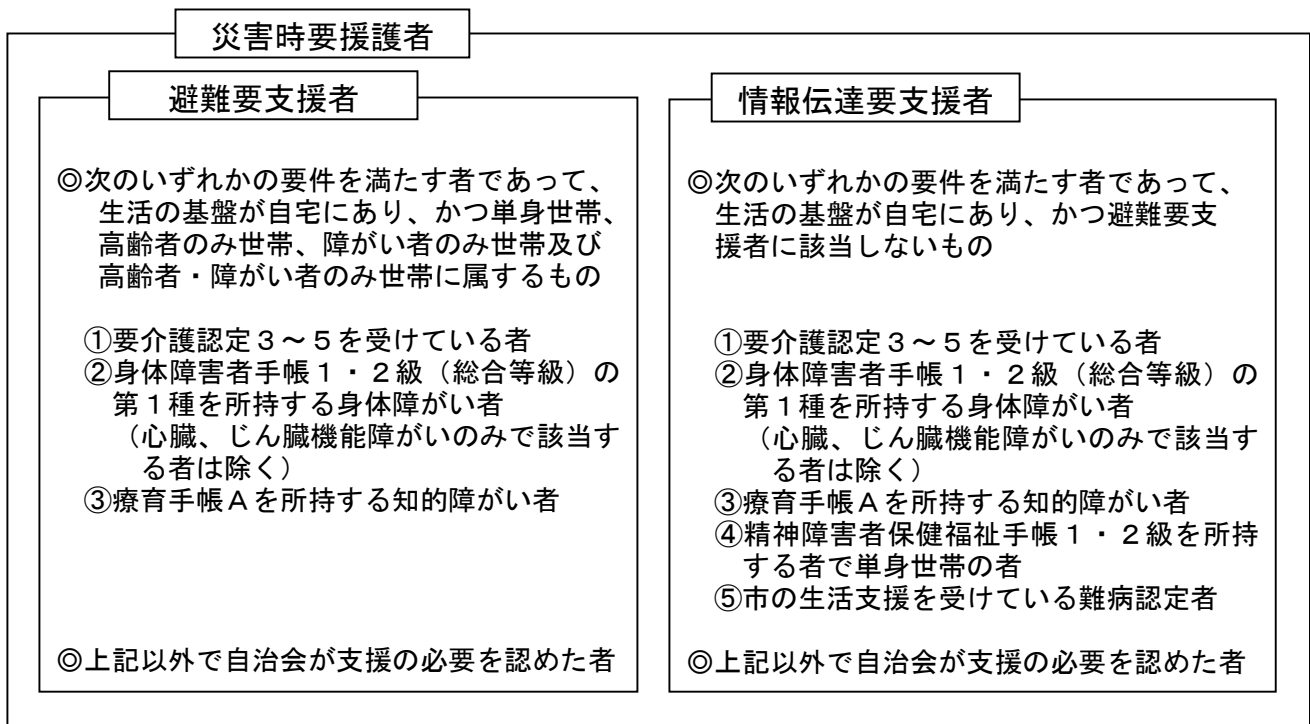 災害時要援護者
避難要支援者
◎次のいずれかの要件を満たす者であって、
生活の基盤が自宅にあり、かつ単身世帯、
高齢者のみ世帯、障がい者のみ世帯及び
高齢者・障がい者のみ世帯に属するもの
①要介護認定３～５を受けている者
②身体障害者手帳１・２級（総合等級）の
第１種を所持する身体障がい者
（心臓、じん臓機能障がいのみで該当す
る者は除く）
③療育手帳Ａを所持する知的障がい者
◎上記以外で自治会が支援の必要を認めた者
情報伝達要支援者
◎次のいずれかの要件を満たす者であって、
生活の基盤が自宅にあり、かつ避難要支
援者に該当しないもの
①要介護認定３～５を受けている者
②身体障害者手帳１・２級（総合等級）の
第１種を所持する身体障がい者
（心臓、じん臓機能障がいのみで該当す
る者は除く）
③療育手帳Ａを所持する知的障がい者
④精神障害者保健福祉手帳１・２級を所持
する者で単身世帯の者
⑤市の生活支援を受けている難病認定者
◎上記以外で自治会が支援の必要を認めた者